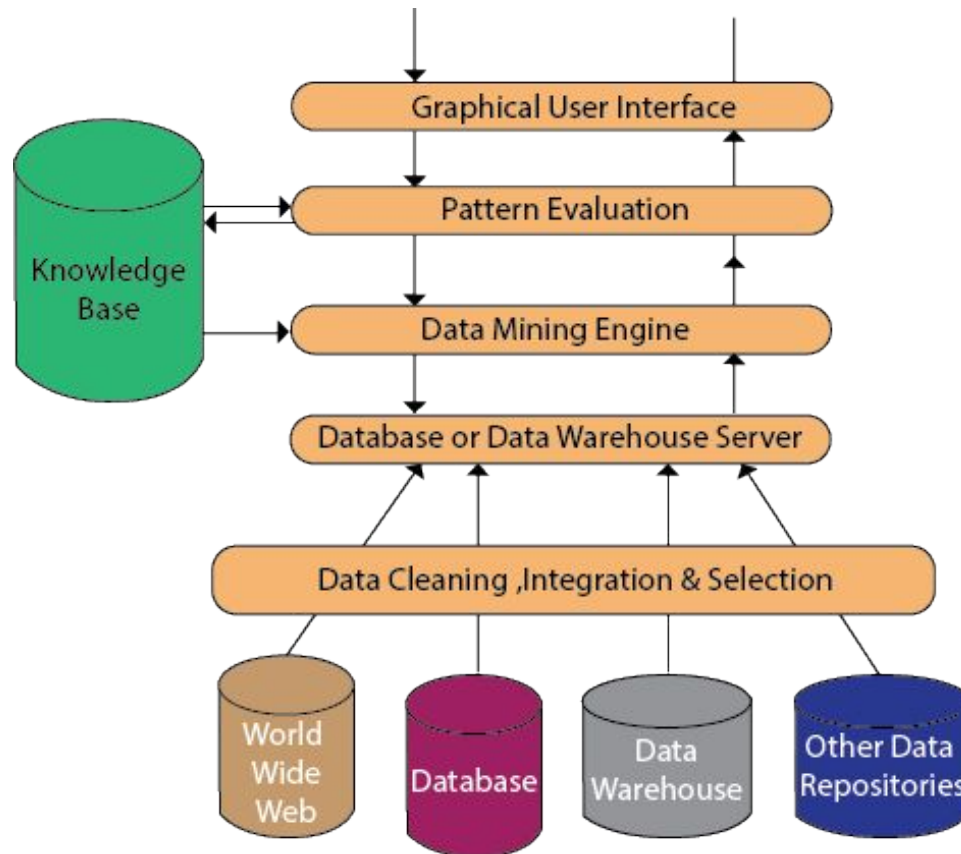 Graphical User Interface
Pattern Evaluation
Knowledge
Base
Data Mining Engine
Database or Data Warehouse Server
Data Cleaning ,Integration & Selection
World
Wide
Web
Database
Data
Warehouse
Other Data
Repositories